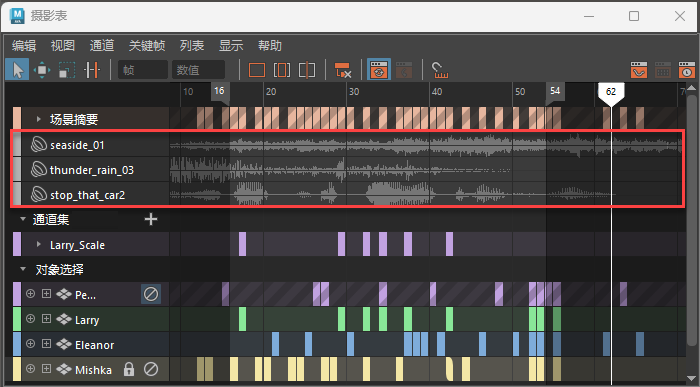 摄影表
编辑 视图 通道 关键帧 列表 显示 帮助
帧 数值
10 16 20 30 40 50 54 62 70
场景摘要
seaside_01
thunder_rain_03
stop_that_car2
通道集
Larry_Scale
对象选择
Pe...
Larry
Eleanor
Mishka